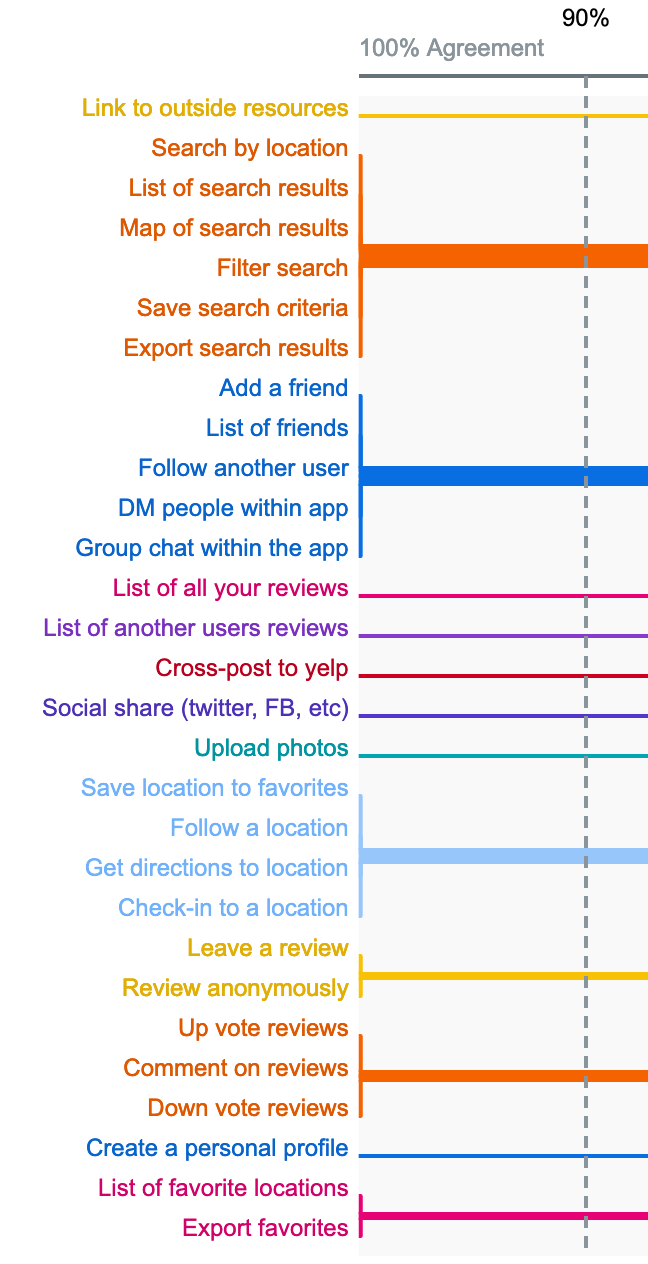 90%
100% Agreement
Link to outside resources
Search by location
List of search results
Map of search results
Filter search
Save search criteria
Export search results
Add a friend
List of friends
Follow another user
DM people within app
Group chat within the app
List of all your reviews
List of another users reviews
Cross-post to yelp
Social share (twitter, FB, etc)
Upload photos
Save location to favorites
Follow a location
Get directions to location
Check-in to a location
Leave a review
Review anonymously
Up vote reviews
Comment on reviews
Down vote reviews
Create a personal profile
List of favorite locations
Export favorites